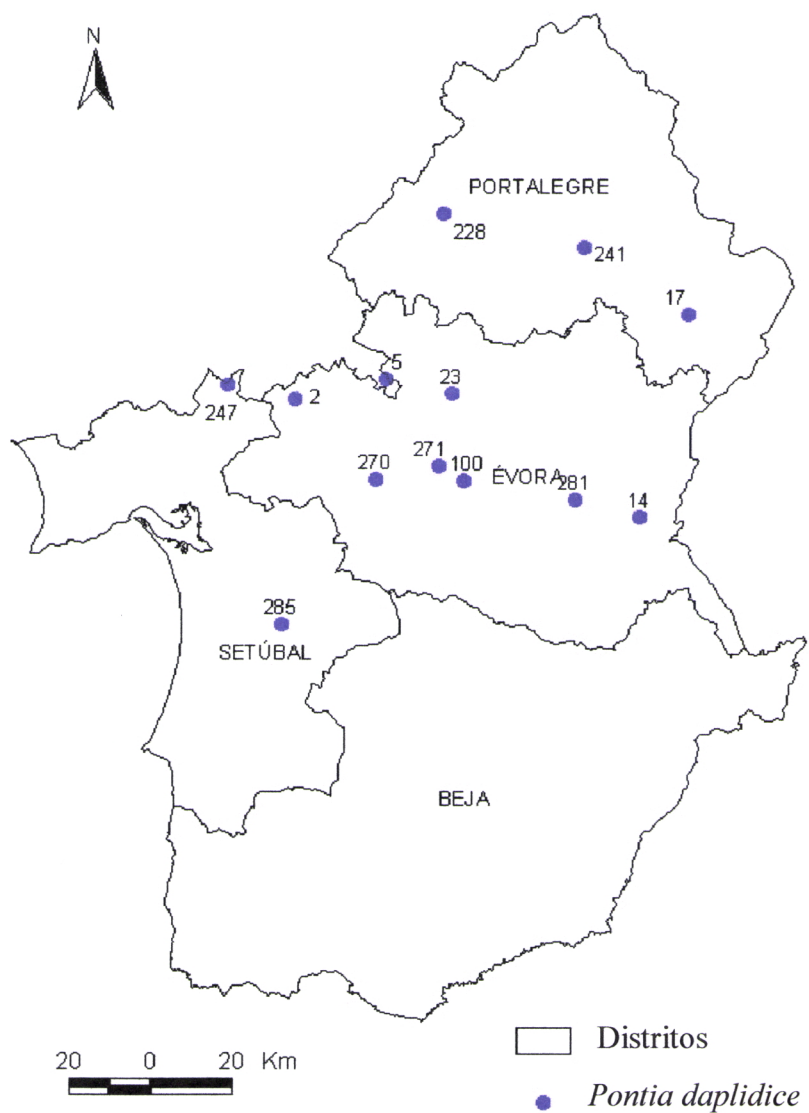 N
PORTALEGRE
228
241
17
5
247
2
23
271
270
100
ÉVORA
281
14
285
SETÚBAL
BEJA
Distritos
20 0 20 Km
Pontia daplidice